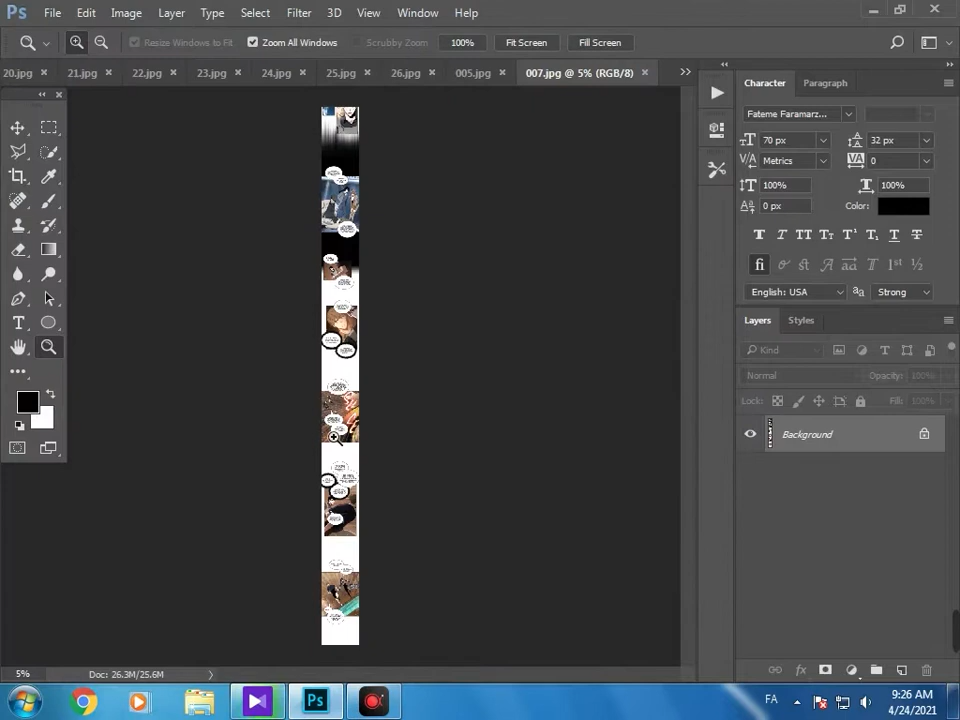 Ps File Edit Image Layer Type Select Filter 3D View Window Help
Resize Windows to Fit Zoom All Windows Scrubby Zoom 100% Fit Screen Fill Screen
20.jpg 21.jpg 22.jpg 23.jpg 24.jpg 25.jpg 26.jpg 005.jpg 007.jpg @ 5% (RGB/8)
Character Paragraph
Fateme Faramarz...
70 px 32 px
Metrics 0
100% 100%
0 px Color:
English: USA Strong
Layers Styles
Kind
Normal Opacity: 100%
Lock: Fill: 100%
Background
5% Doc: 26.3M/25.6M
Ps FA 9:26 AM
4/24/2021